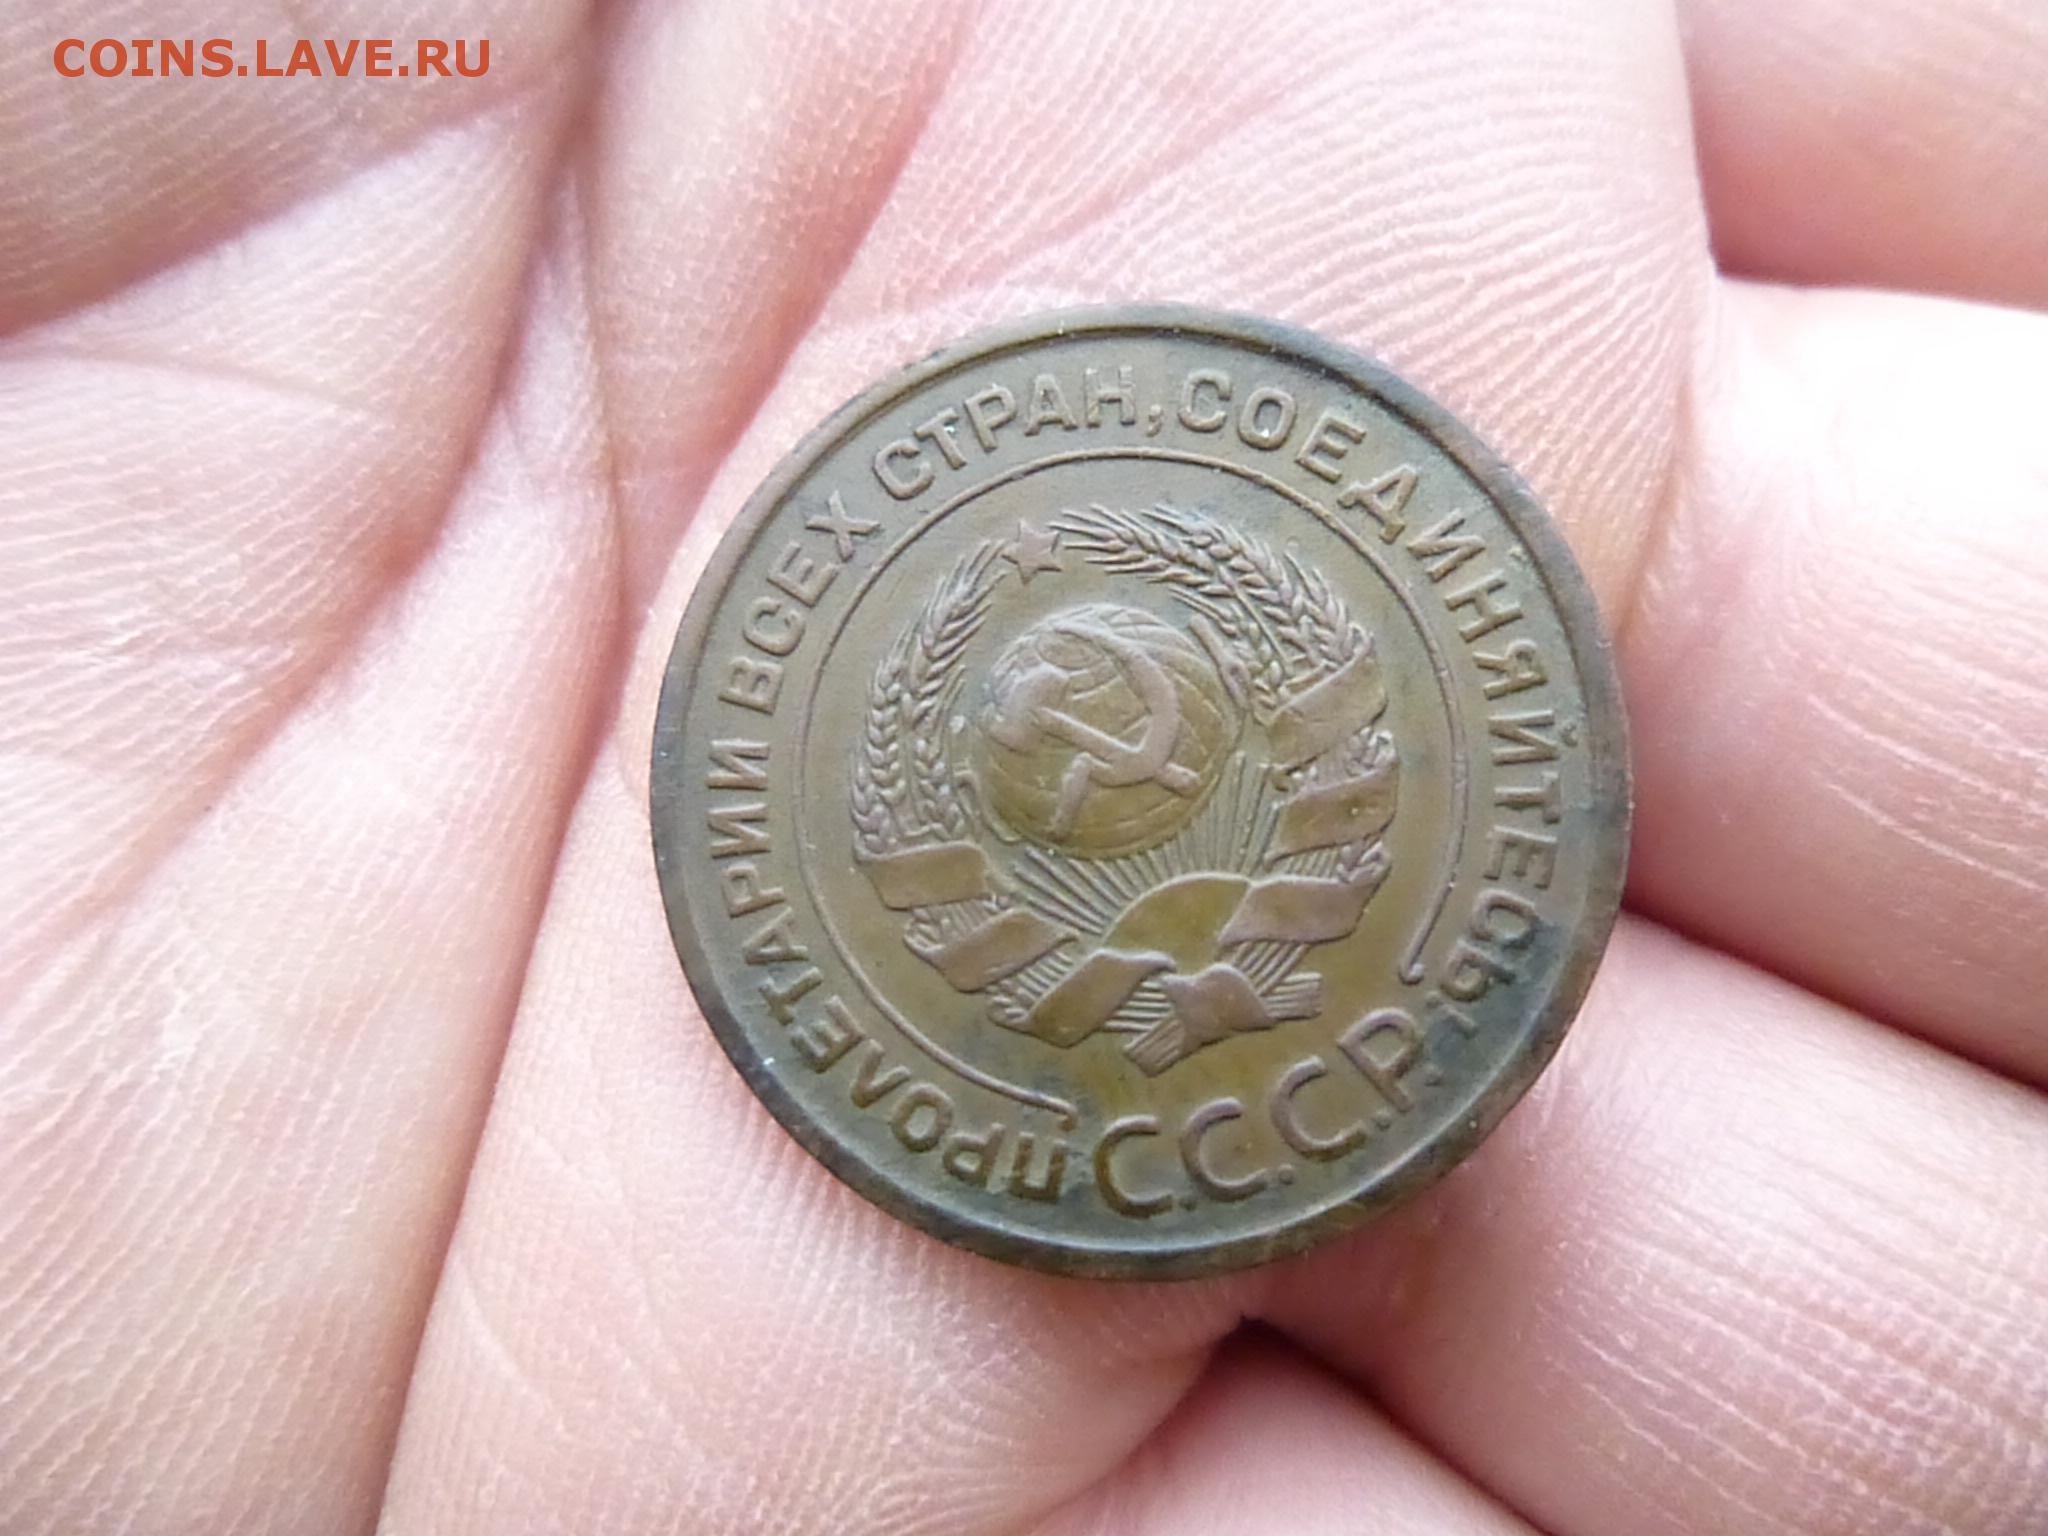 COINS.LAVE.RU
ПРОЛЕТАРИИ ВСЕХ СТРАН, СОЕДИНЯЙТЕСЬ!
С.С.С.Р.